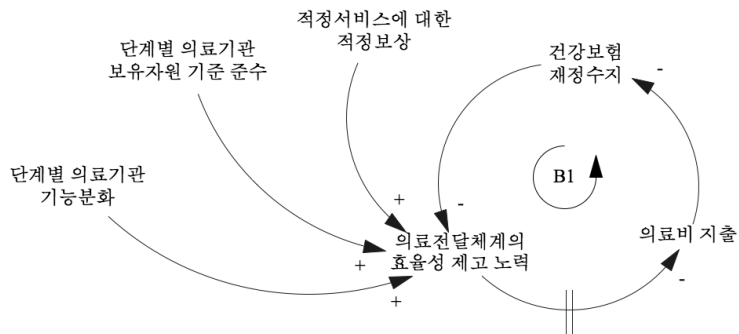 적정서비스에 대한
적정보상
단계별 의료기관
보유자원 기준 준수
건강보험
재정수지
-
B1
단계별 의료기관
기능분화
+
-
의료전달체계의
효율성 제고 노력
의료비 지출
+
-
+